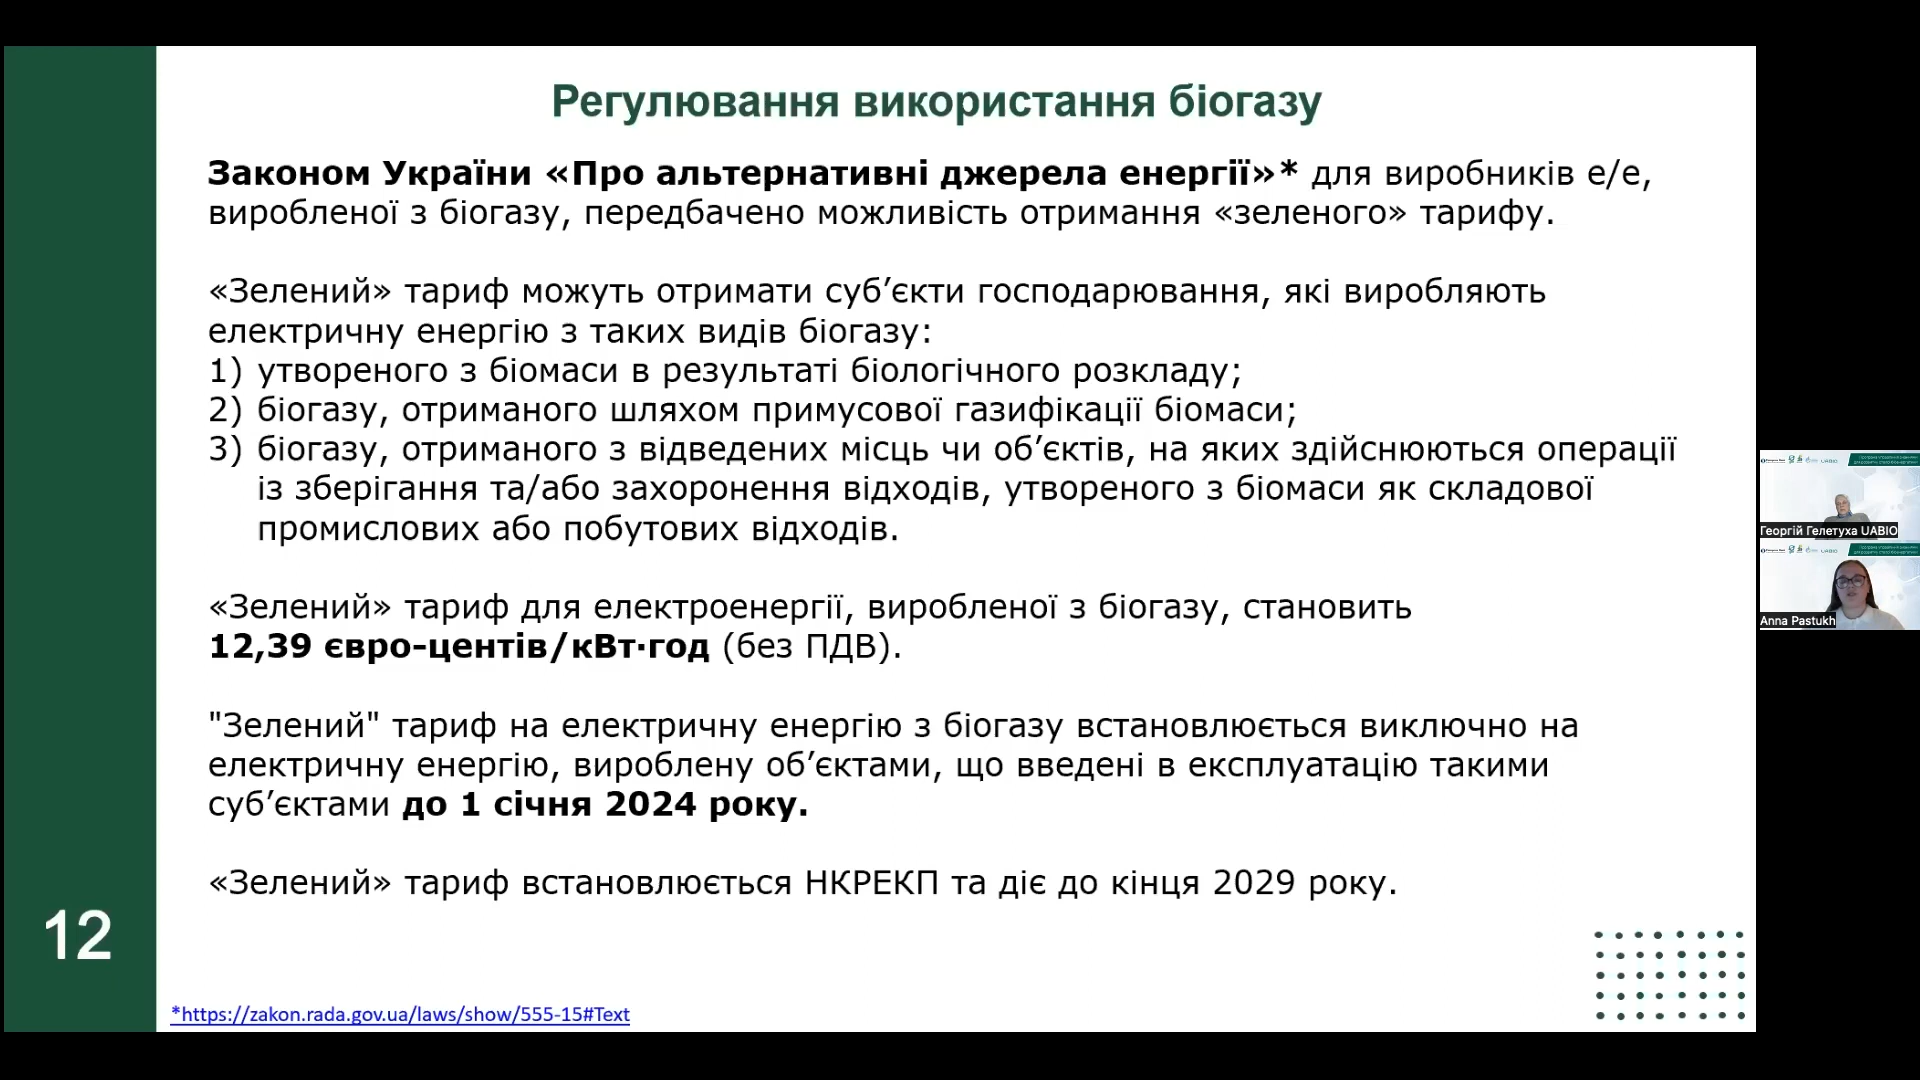 Регулювання використання біогазу
Законом України «Про альтернативні джерела енергії»* для виробників е/е,
виробленої з біогазу, передбачено можливість отримання «зеленого» тарифу.
«Зелений» тариф можуть отримати суб’єкти господарювання, які виробляють
електричну енергію з таких видів біогазу:
1) утвореного з біомаси в результаті біологічного розкладу;
2) біогазу, отриманого шляхом примусової газифікації біомаси;
3) біогазу, отриманого з відведених місць чи об’єктів, на яких здійснюються операції
із зберігання та/або захоронення відходів, утвореного з біомаси як складової
промислових або побутових відходів.
«Зелений» тариф для електроенергії, виробленої з біогазу, становить
12,39 євро-центів/кВт·год (без ПДВ).
"Зелений" тариф на електричну енергію з біогазу встановлюється виключно на
електричну енергію, вироблену об’єктами, що введені в експлуатацію такими
суб’єктами до 1 січня 2024 року.
«Зелений» тариф встановлюється НКРЕКП та діє до кінця 2029 року.
12
*https://zakon.rada.gov.ua/laws/show/555-15#Text
Георгій Гелетуха UABIO
Anna Pastukh